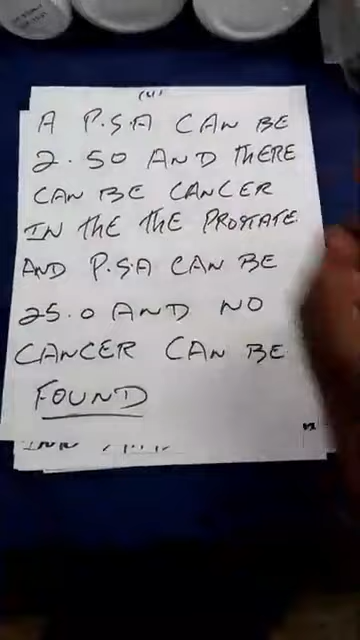 A P.S.A CAN BE
2.50 AND THERE
CAN BE CANCER
IN THE THE PROSTATE
AND P.S.A CAN BE
25.0 AND NO
CANCER CAN BE
FOUND